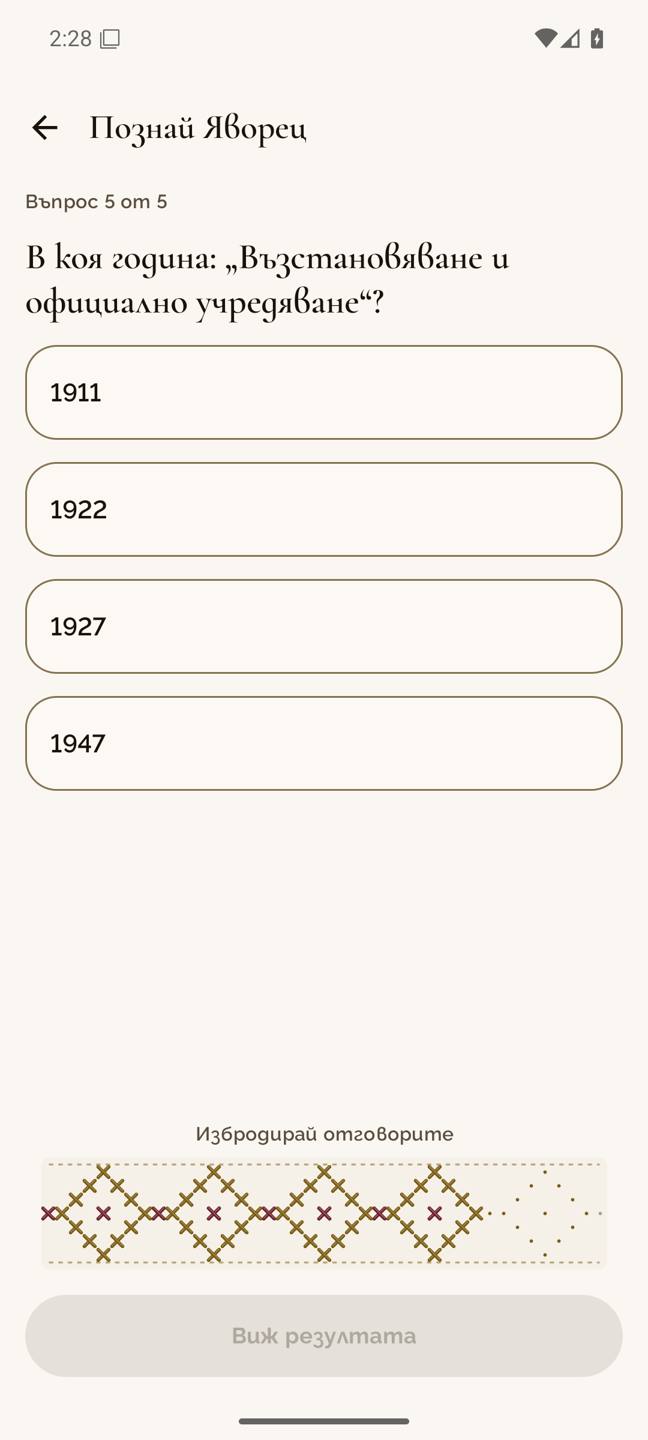 2:28
Познай Яворец
Въпрос 5 от 5
В коя година: „Възстановяване и
официално учредяване“?
1911
1922
1927
1947
Избродирай отговорите
Виж резултата